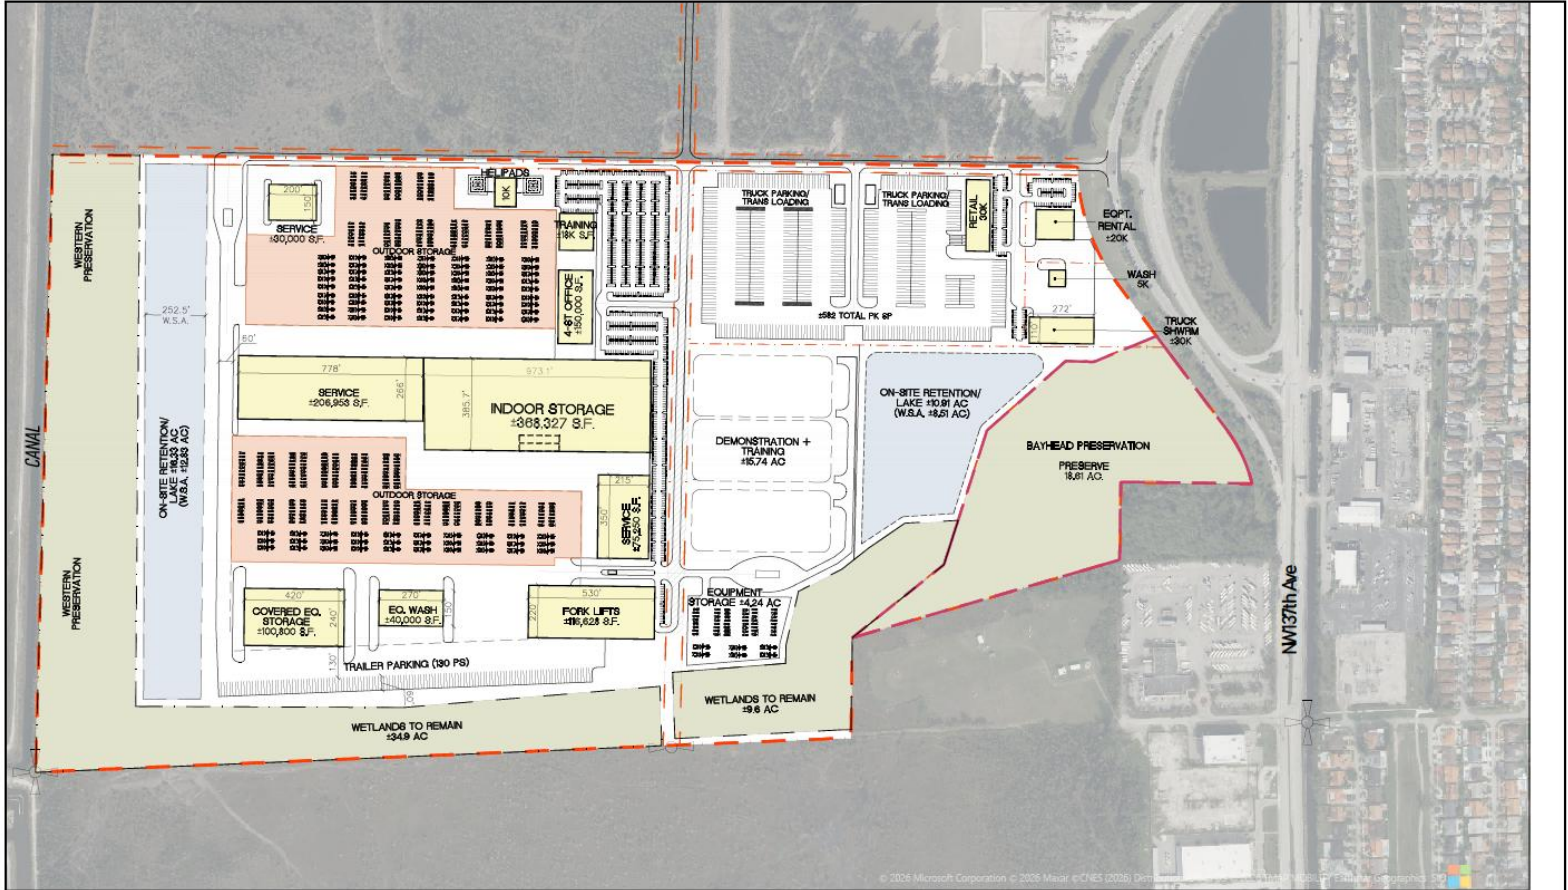 HELIPADS
10K
200'
150'
SERVICE
±30,000 S.F.
OUTDOOR STORAGE
TRAINING
±18K S.F.
4-ST OFFICE
±150,000 S.F.
TRUCK PARKING/
TRANS LOADING
TRUCK PARKING/
TRANS LOADING
RETAIL
30K
±582 TOTAL PK SP
EQPT.
RENTAL
±20K
WASH
5K
272'
110'
TRUCK
SHWRM
±30K
WESTERN
PRESERVATION
252.5'
W.S.A.
60'
778'
266'
SERVICE
±206,953 S.F.
973.1'
385.7'
INDOOR STORAGE
±368,327 S.F.
CANAL
ON-SITE RETENTION/
LAKE ±16.33 AC
(W.S.A. ±12.83 AC)
OUTDOOR STORAGE
215'
350'
SERVICE
±75,250 S.F.
DEMONSTRATION +
TRAINING
±15.74 AC
ON-SITE RETENTION/
LAKE ±10.91 AC
(W.S.A. ±8.51 AC)
BAYHEAD PRESERVATION
PRESERVE
18.61 AC.
WESTERN
PRESERVATION
420'
240'
COVERED EQ.
STORAGE
±100,800 S.F.
270'
150'
EQ. WASH
±40,000 S.F.
530'
220
FORK LIFTS
±116,628 S.F.
EQUIPMENT
STORAGE ±4.24 AC
130'
TRAILER PARKING (130 PS)
60'
WETLANDS TO REMAIN
±34.9 AC
WETLANDS TO REMAIN
±9.6 AC
NW137th Ave
© 2026 Microsoft Corporation © 2026 Maxar ©CNES (2026)